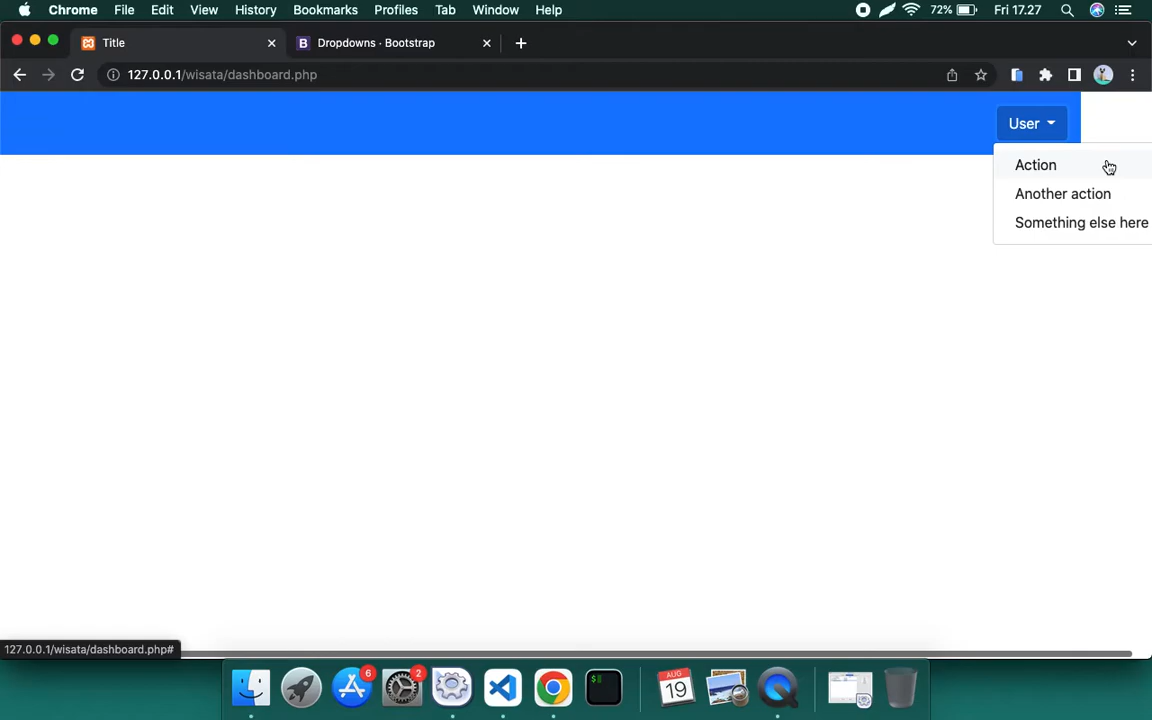 Chrome File Edit View History Bookmarks Profiles Tab Window Help 72% Fri 17.27
Title Dropdowns · Bootstrap
127.0.0.1/wisata/dashboard.php
User
Action
Another action
Something else here
127.0.0.1/wisata/dashboard.php#
6 2 $ AUG 19